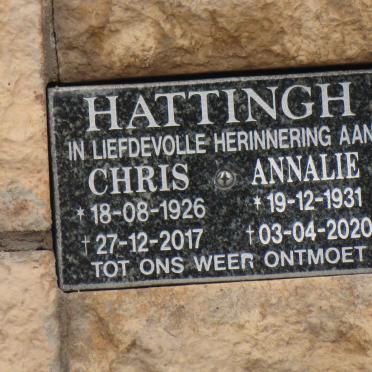 HATTINGH
IN LIEFDEVOLLE HERINNERING AAN
CHRIS ANNALIE
*18-08-1926 *19-12-1931
†27-12-2017 †03-04-2020
TOT ONS WEER ONTMOET